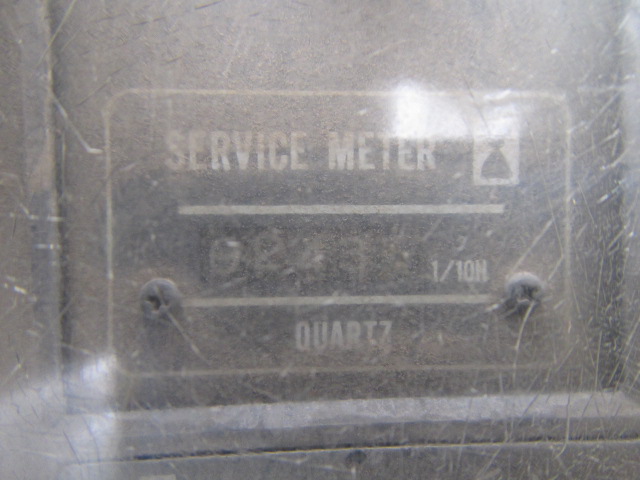 SERVICE METER
1/10H
QUARTZ